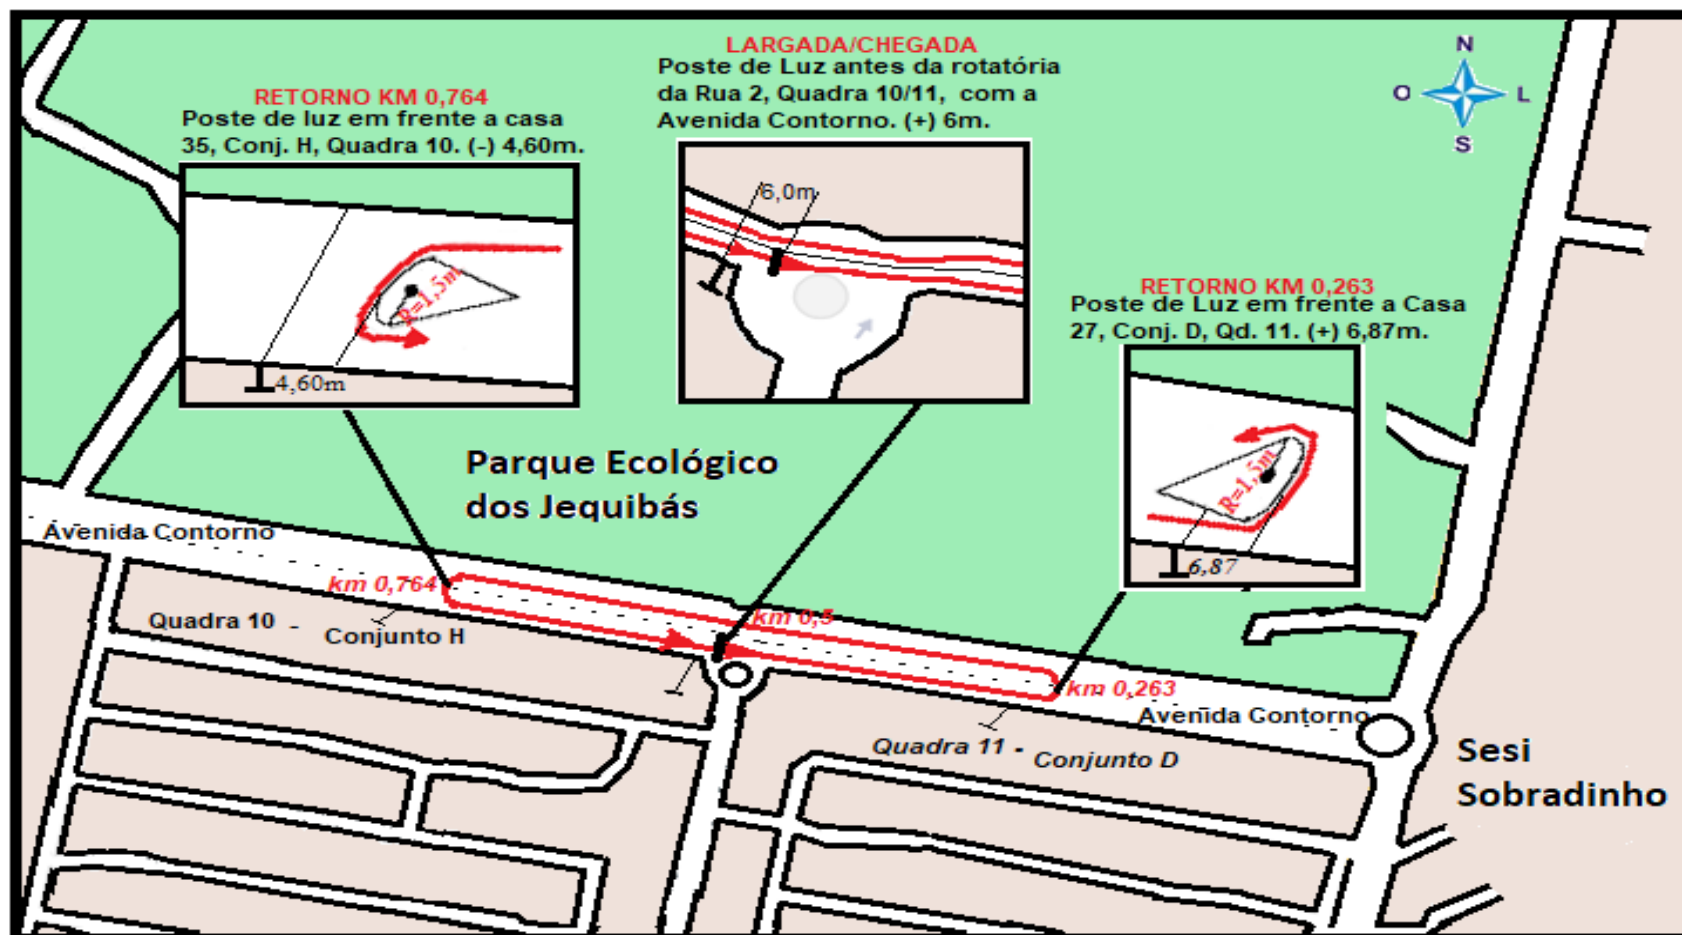 LARGADA/CHEGADA
Poste de Luz antes da rotatória
da Rua 2, Quadra 10/11, com a
Avenida Contorno. (+) 6m.
6,0m
N
O
L
S
RETORNO KM 0,764
Poste de luz em frente a casa
35, Conj. H, Quadra 10. (-) 4,60m.
R=1,5m
4,60m
RETORNO KM 0,263
Poste de Luz em frente a Casa
27, Conj. D, Qd. 11. (+) 6,87m.
R=1,5m
6,87
Parque Ecológico
dos Jequibás
Avenida Contorno
km 0,764
km 0,5
Quadra 10 -
Conjunto H
km 0,263
Avenida Contorno
Quadra 11 -
Conjunto D
Sesi
Sobradinho